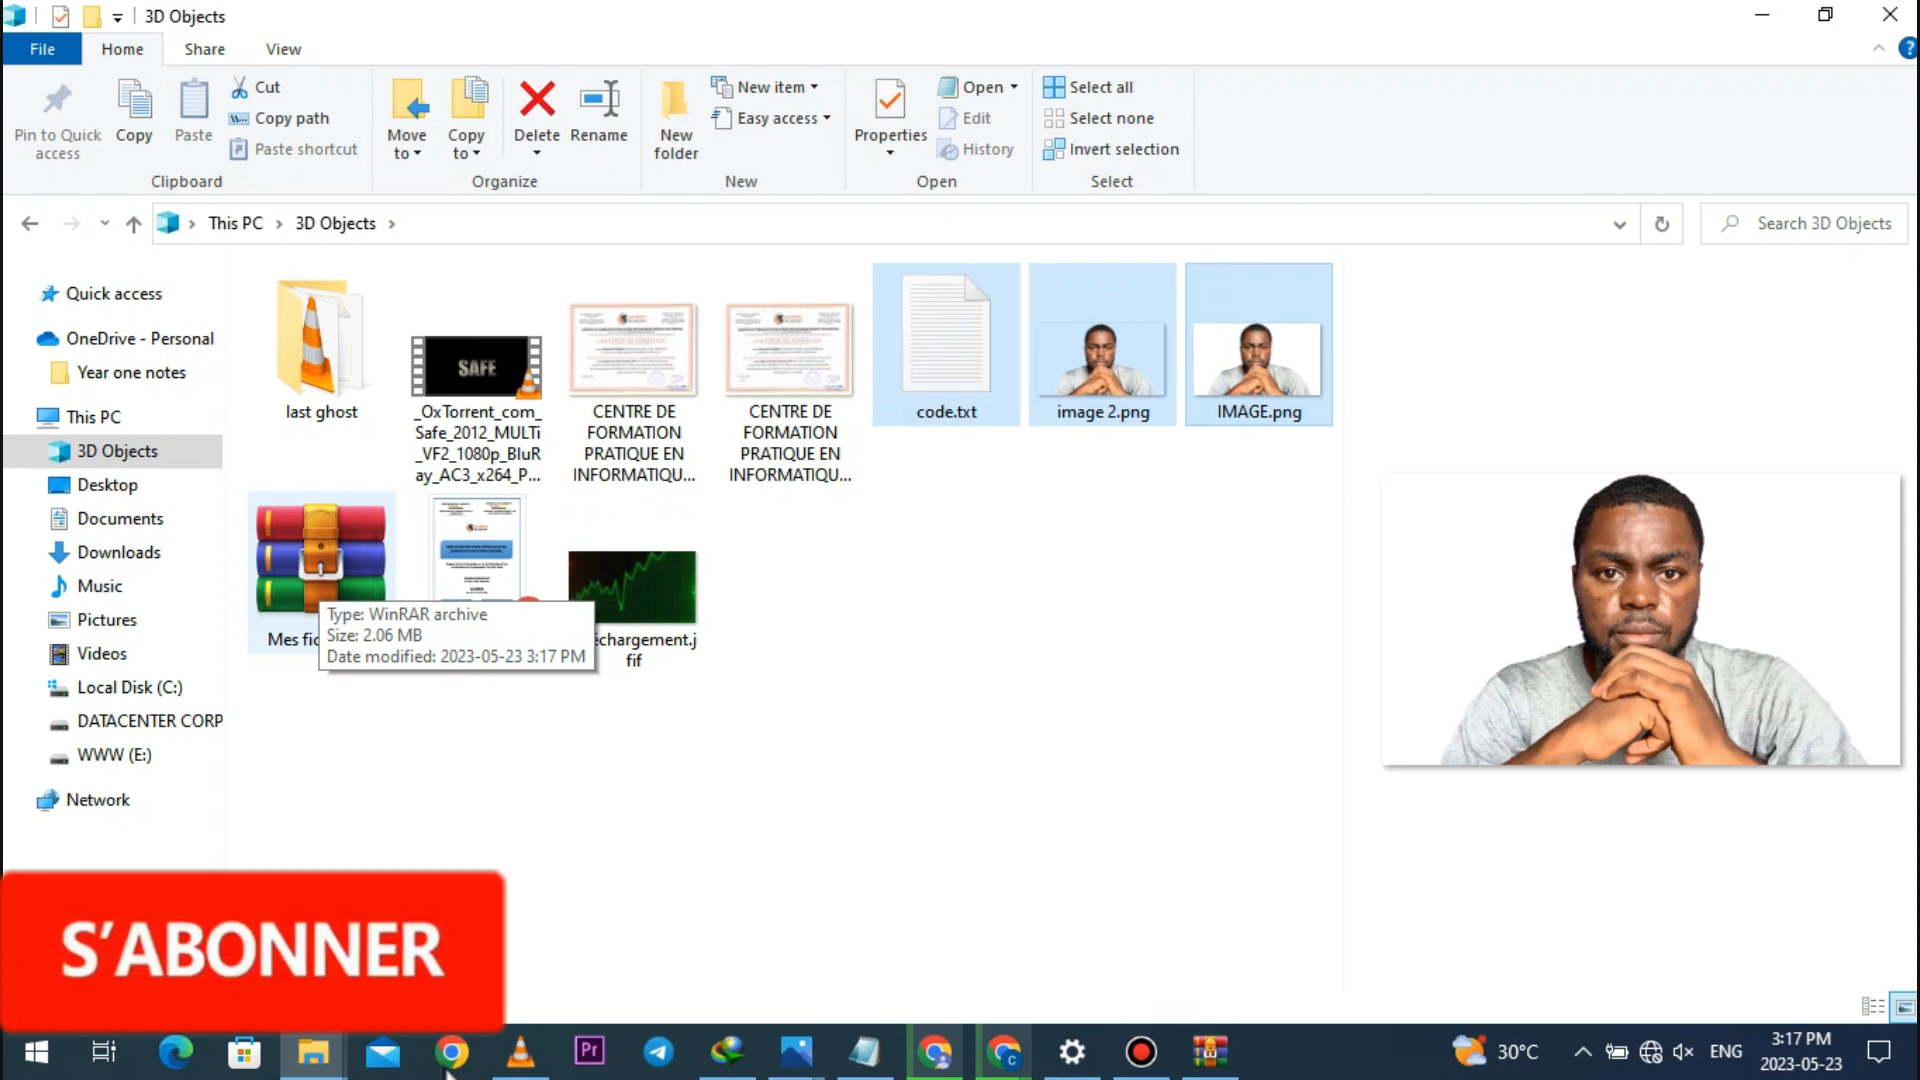 3D Objects
File Home Share View
Pin to Quick access
Copy
Paste
Cut
Copy path
Paste shortcut
Clipboard
Move to
Copy to
Delete
Rename
Organize
New folder
New item
Easy access
New
Properties
Open
Edit
History
Open
Select all
Select none
Invert selection
Select
This PC › 3D Objects ›
Search 3D Objects
Quick access
OneDrive - Personal
Year one notes
This PC
3D Objects
Desktop
Documents
Downloads
Music
Pictures
Videos
Local Disk (C:)
DATACENTER CORP
WWW (E:)
Network
last ghost
SAFE
_OxTorrent_com_
Safe_2012_MULTi
_VF2_1080p_BluR
ay_AC3_x264_P...
CENTRE DE
FORMATION
PRATIQUE EN
INFORMATIQU...
CENTRE DE
FORMATION
PRATIQUE EN
INFORMATIQU...
code.txt
image 2.png
IMAGE.png
Mes fic
échargement.j
fif
Type: WinRAR archive
Size: 2.06 MB
Date modified: 2023-05-23 3:17 PM
S'ABONNER
Pr
C
30°C
ENG
3:17 PM
2023-05-23